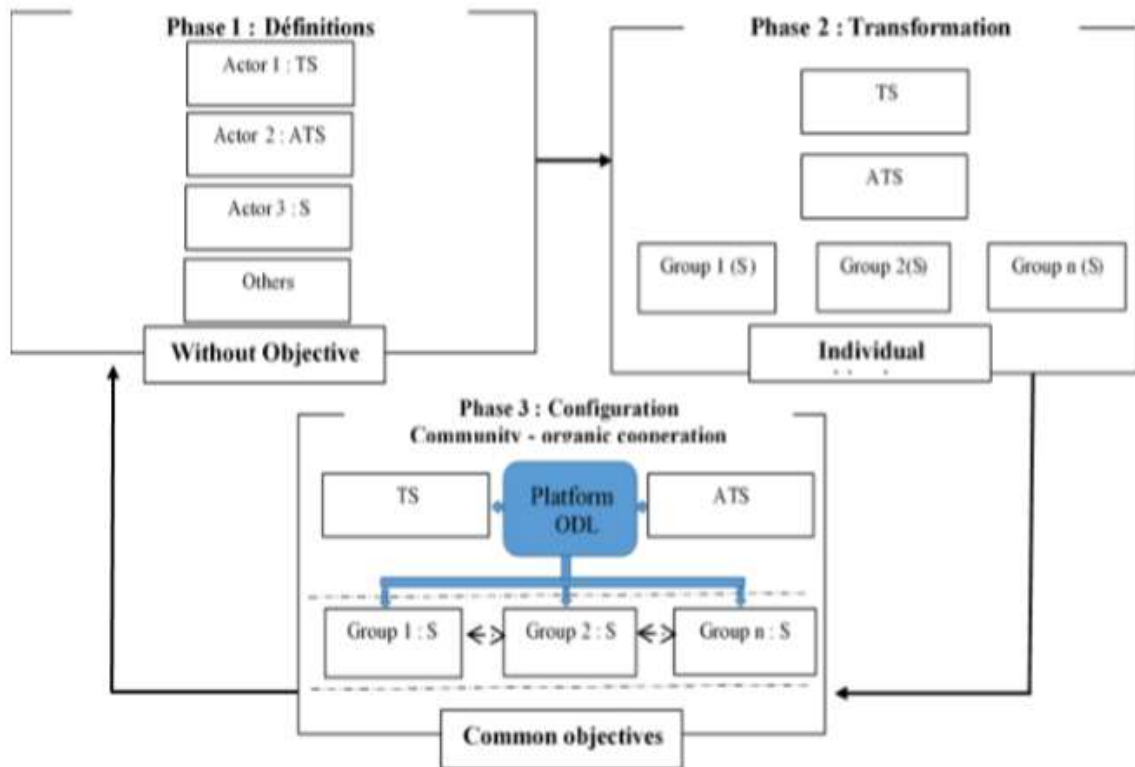 Phase 1 : Définitions
Actor 1 : TS
Actor 2 : ATS
Actor 3 : S
Others
Without Objective
Phase 2 : Transformation
TS
ATS
Group 1 (S)
Group 2(S)
Group n (S)
Individual
Phase 3 : Configuration
Community - organic cooperation
TS
Platform
ODL
ATS
Group 1 : S
Group 2 : S
Group n : S
Common objectives